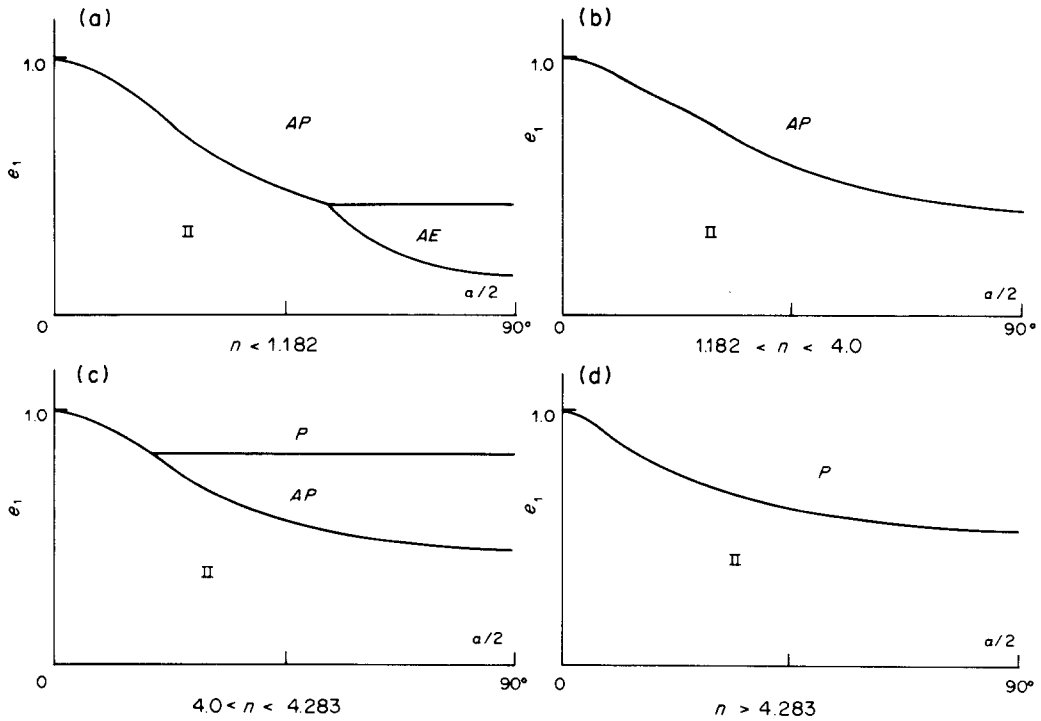 (a)
1.0
e₁
AP
II
AE
α/2
0
90°
n < 1.182
(b)
1.0
e₁
AP
II
α/2
0
90°
1.182 < n < 4.0
(c)
1.0
e₁
P
AP
II
α/2
0
90°
4.0 < n < 4.283
(d)
1.0
e₁
P
II
α/2
0
90°
n > 4.283